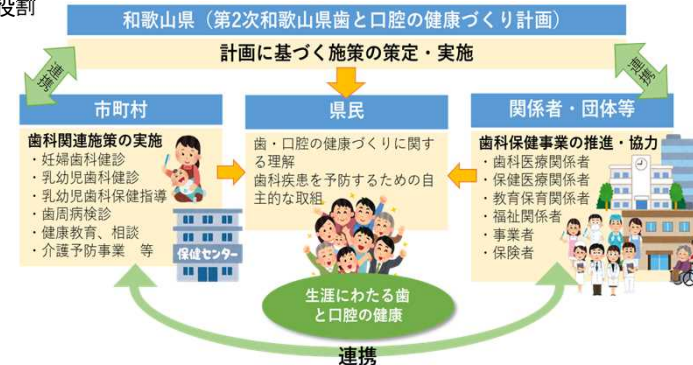 役割
和歌山県（第2次和歌山県歯と口腔の健康づくり計画）
計画に基づく施策の策定・実施
連携
連携
市町村
歯科関連施策の実施
・妊婦歯科健診
・乳幼児歯科健診
・乳幼児歯科保健指導
・歯周病検診
・健康教育、相談
・介護予防事業　等
保健センター
県民
歯・口腔の健康づくりに関す
る理解
歯科疾患を予防するための自
主的な取組
生涯にわたる歯
と口腔の健康
関係者・団体等
歯科保健事業の推進・協力
・歯科医療関係者
・保健医療関係者
・教育保育関係者
・福祉関係者
・事業者
・保険者
連携